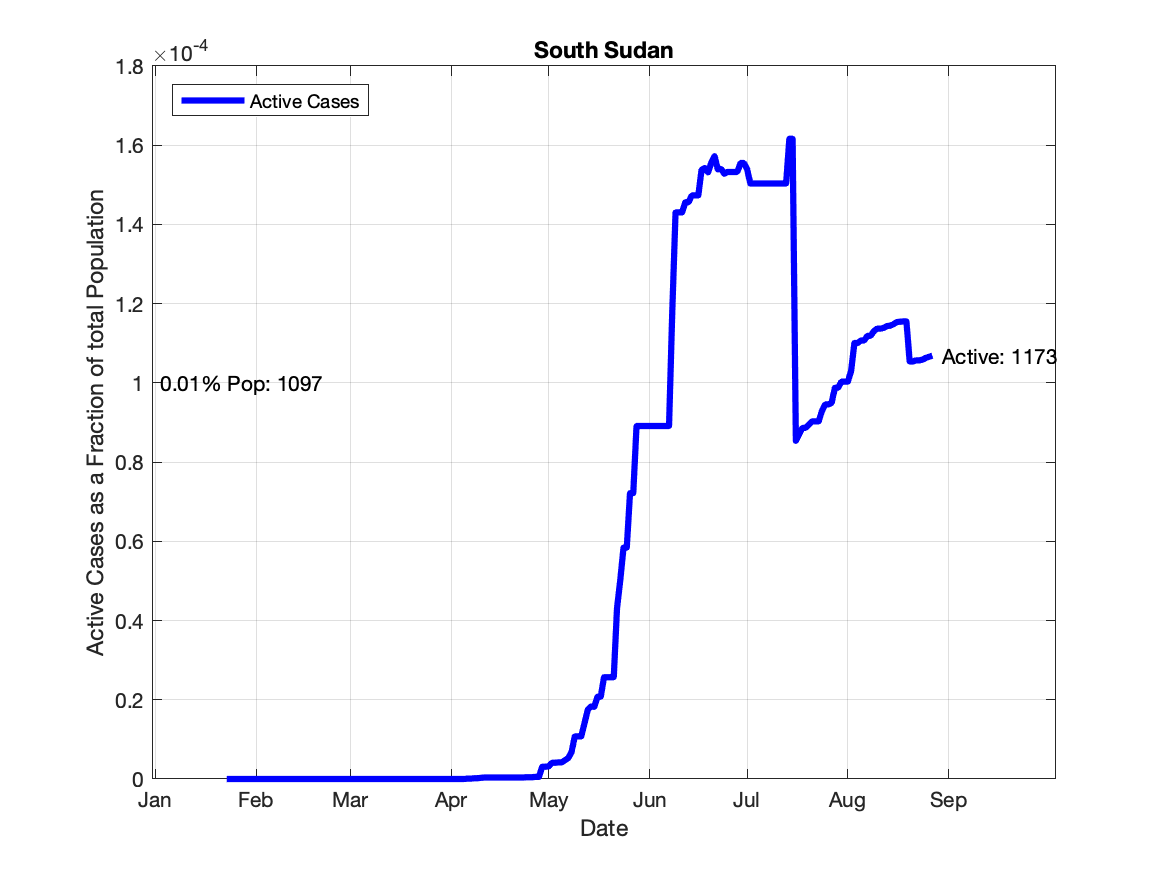 South Sudan
×10-4
Active Cases
1.8
1.6
1.4
1.2
1
0.8
0.6
0.4
0.2
0
Active Cases as a Fraction of total Population
0.01% Pop: 1097
Active: 1173
Jan Feb Mar Apr May Jun Jul Aug Sep
Date